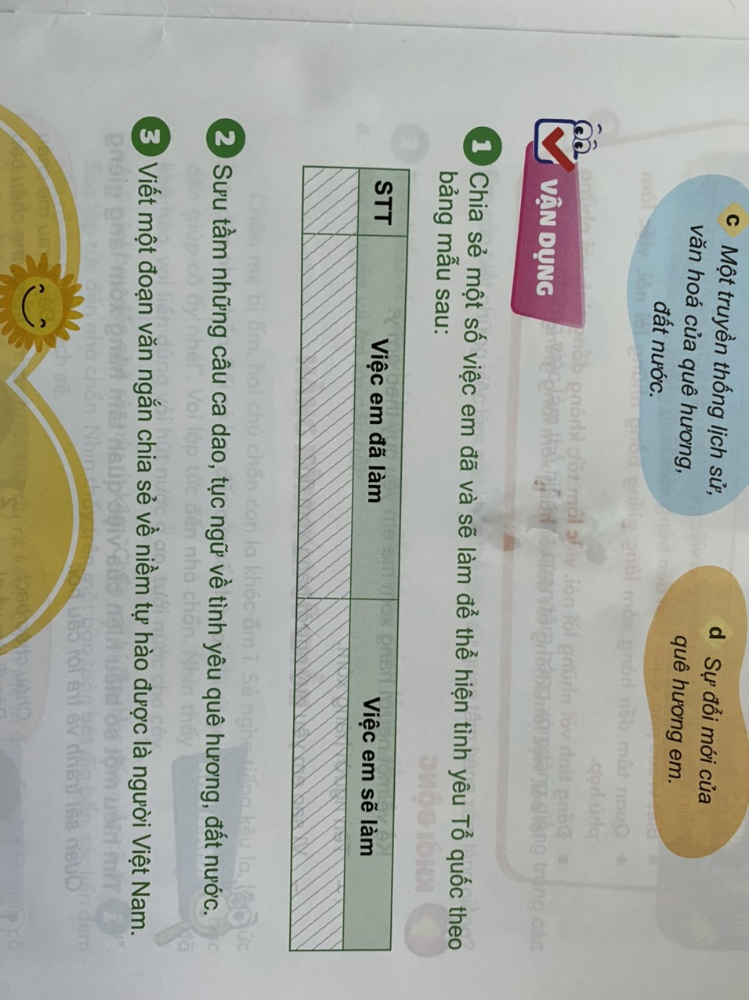 c Một truyền thống lịch sử,
văn hoá của quê hương,
đất nước.
d Sự đổi mới của
quê hương em.
VẬN DỤNG
1 Chia sẻ một số việc em đã và sẽ làm để thể hiện tình yêu Tổ quốc theo
bảng mẫu sau:
STT Việc em đã làm Việc em sẽ làm
2 Sưu tầm những câu ca dao, tục ngữ về tình yêu quê hương, đất nước.
3 Viết một đoạn văn ngắn chia sẻ về niềm tự hào được là người Việt Nam.